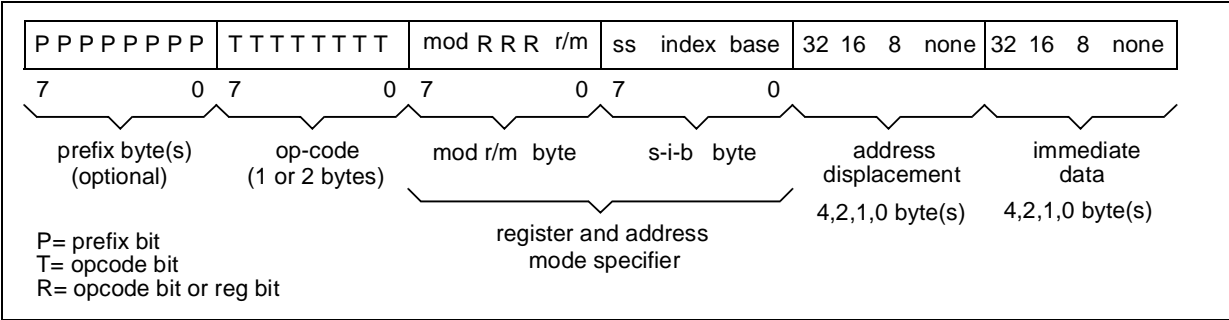 P P P P P P P P T T T T T T T T mod R R R r/m ss index base 32 16 8 none 32 16 8 none
7 0 7 0 7 0 7 0
prefix byte(s) op-code mod r/m byte s-i-b byte address immediate
(optional) (1 or 2 bytes) displacement data
4,2,1,0 byte(s) 4,2,1,0 byte(s)
register and address
mode specifier
P= prefix bit
T= opcode bit
R= opcode bit or reg bit